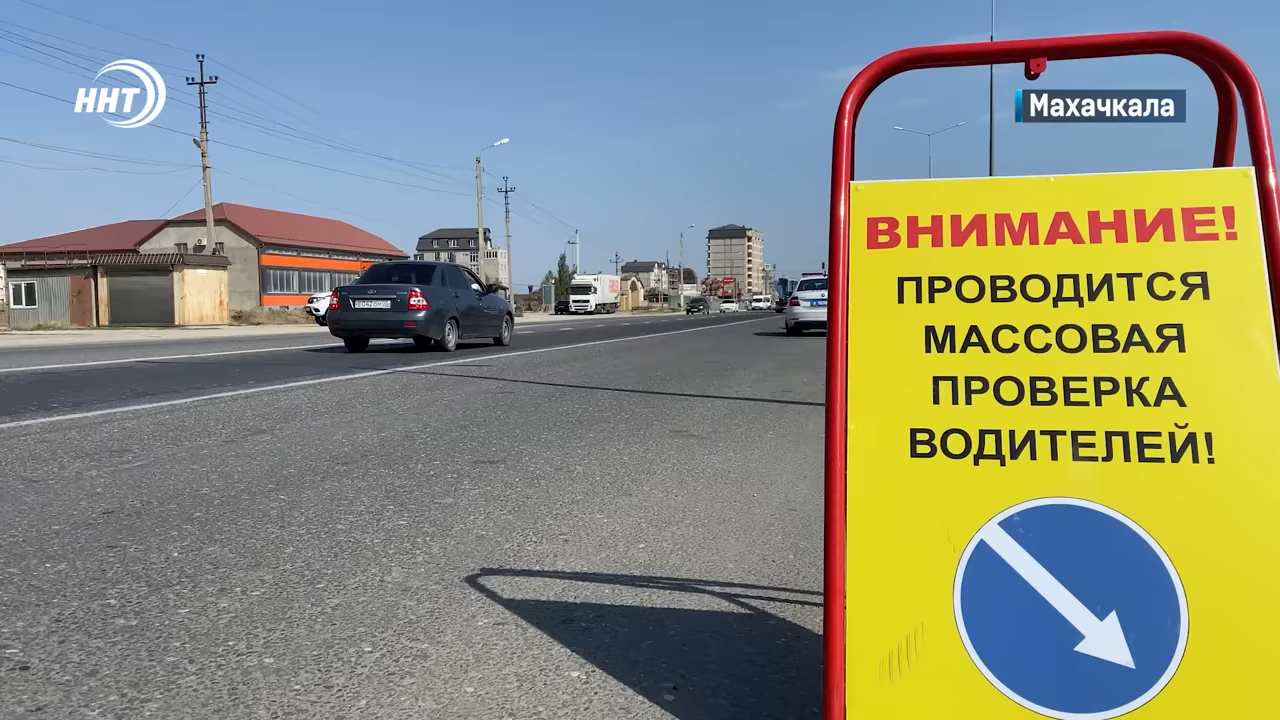 ННТ
Махачкала
ВНИМАНИЕ!
ПРОВОДИТСЯ
МАССОВАЯ
ПРОВЕРКА
ВОДИТЕЛЕЙ!